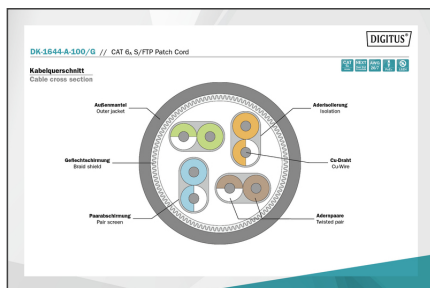 DIGITUS®
DK-1644-A-100/G // CAT 6A S/FTP Patch Cord
Kabelquerschnitt
Cable cross section
Außenmantel
Outer jacket
Aderisolierung
Isolation
Geflechtschirmung
Braid shield
Cu-Draht
Cu-Wire
Paarabschirmung
Pair screen
Adernpaare
Twisted pair